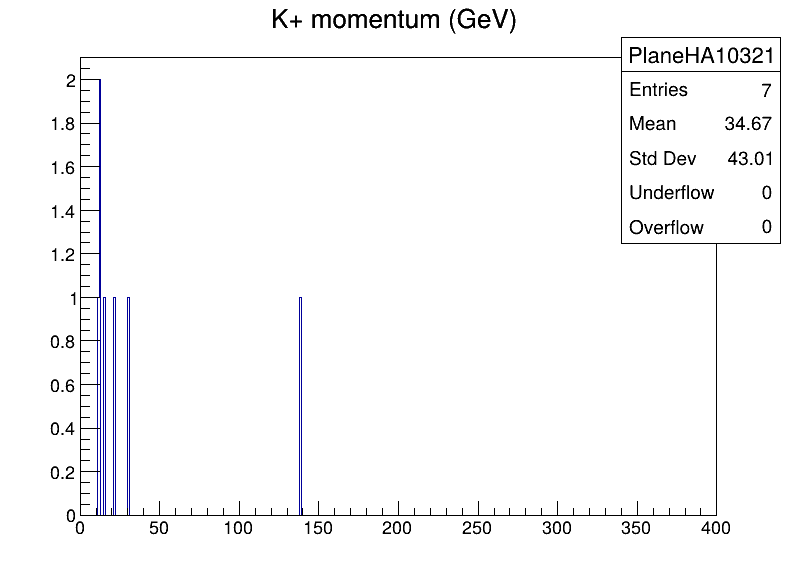 K+ momentum (GeV)
PlaneHA10321
Entries 7
Mean 34.67
Std Dev 43.01
Underflow 0
Overflow 0
2
1.8
1.6
1.4
1.2
1
0.8
0.6
0.4
0.2
0
0 50 100 150 200 250 300 350 400